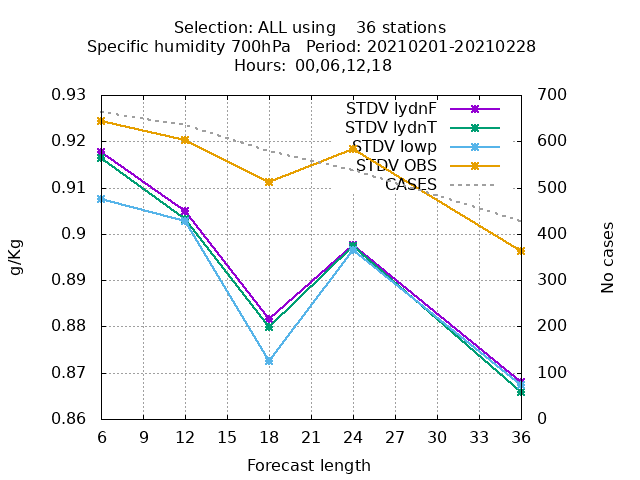 Selection: ALL using 36 stations
Specific humidity 700hPa Period: 20210201-20210228
Hours: 00,06,12,18
0.93
0.92
0.91
0.9
0.89
0.88
0.87
0.86
700
600
500
400
300
200
100
0
STDV lydnF
STDV lydnT
STDV lowp
STDV OBS
CASES
g/Kg
No cases
6 9 12 15 18 21 24 27 30 33 36
Forecast length